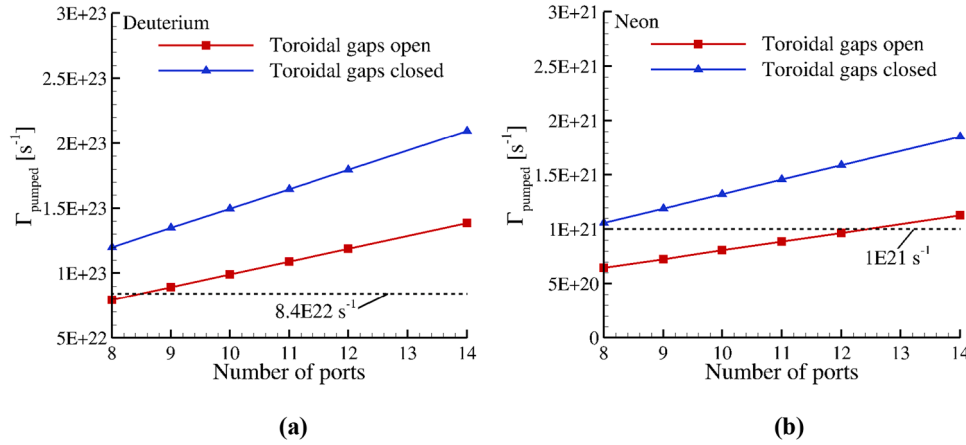 Deuterium
Toroidal gaps open
Toroidal gaps closed
3E+23
2.5E+23
2E+23
1.5E+23
1E+23
5E+22
Γpumped [s⁻¹]
8.4E22 s⁻¹
8 9 10 11 12 13 14
Number of ports
(a)
Neon
Toroidal gaps open
Toroidal gaps closed
3E+21
2.5E+21
2E+21
1.5E+21
1E+21
5E+20
0
Γpumped [s⁻¹]
1E21 s⁻¹
8 9 10 11 12 13 14
Number of ports
(b)